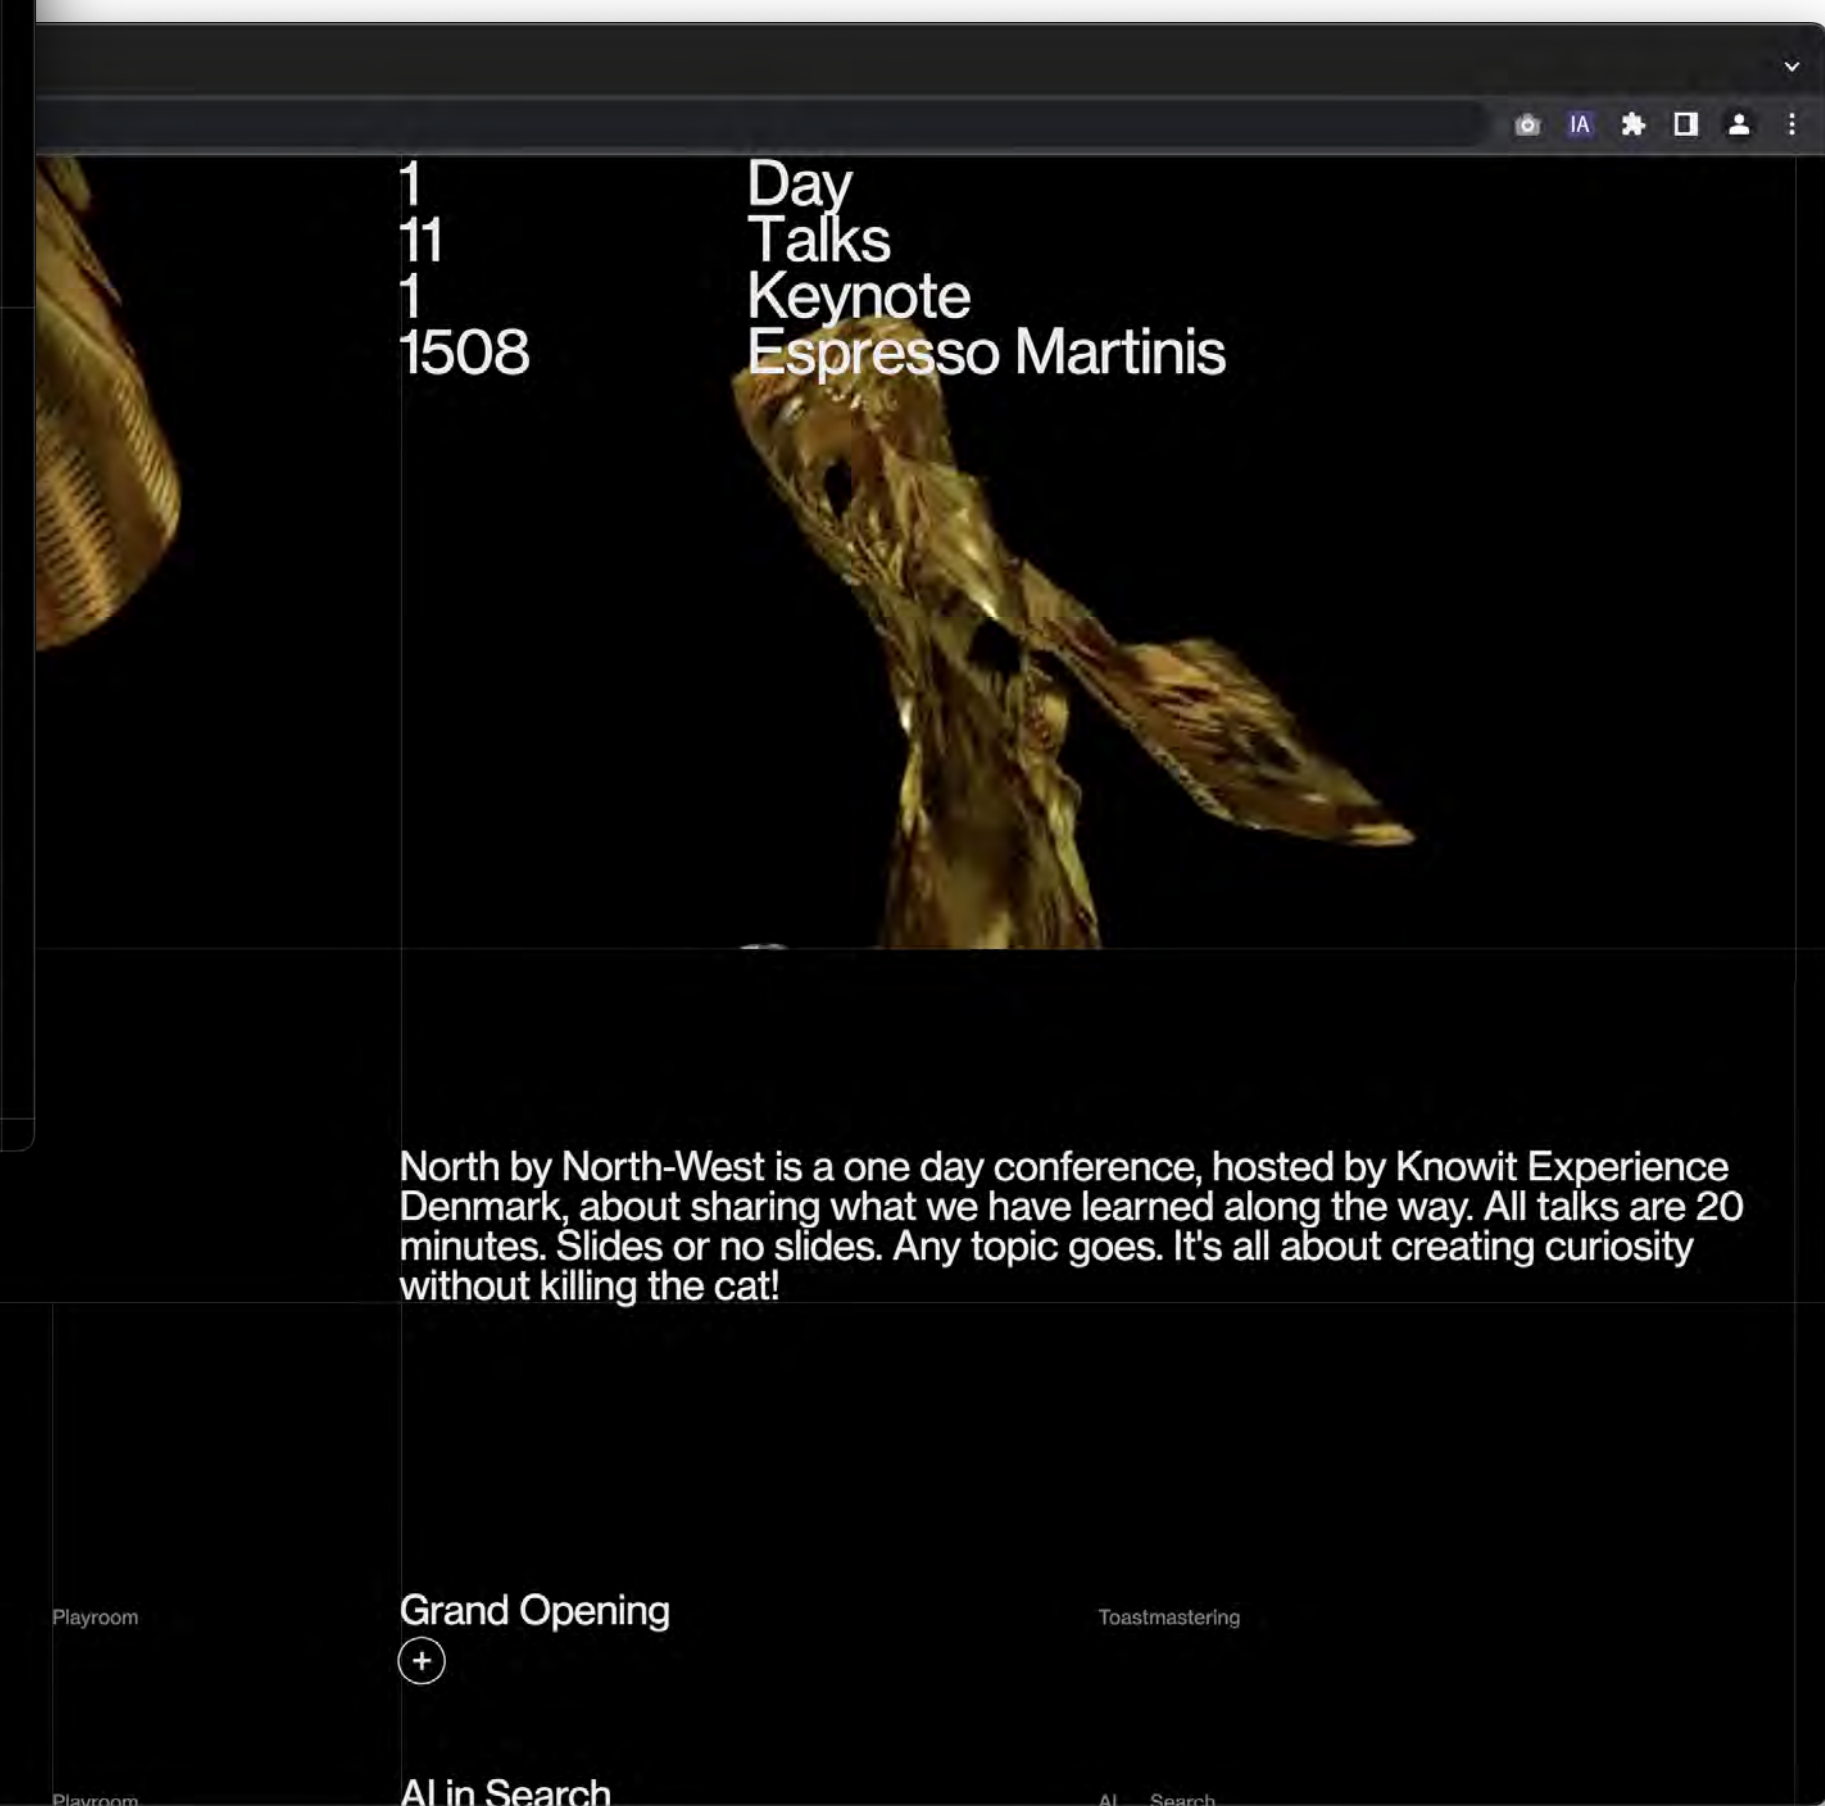 IA
1 Day
11 Talks
1 Keynote
1508 Espresso Martinis
North by North-West is a one day conference, hosted by Knowit Experience
Denmark, about sharing what we have learned along the way. All talks are 20
minutes. Slides or no slides. Any topic goes. It's all about creating curiosity
without killing the cat!
Playroom Grand Opening Toastmastering
+
Playroom AI in Search AI Search